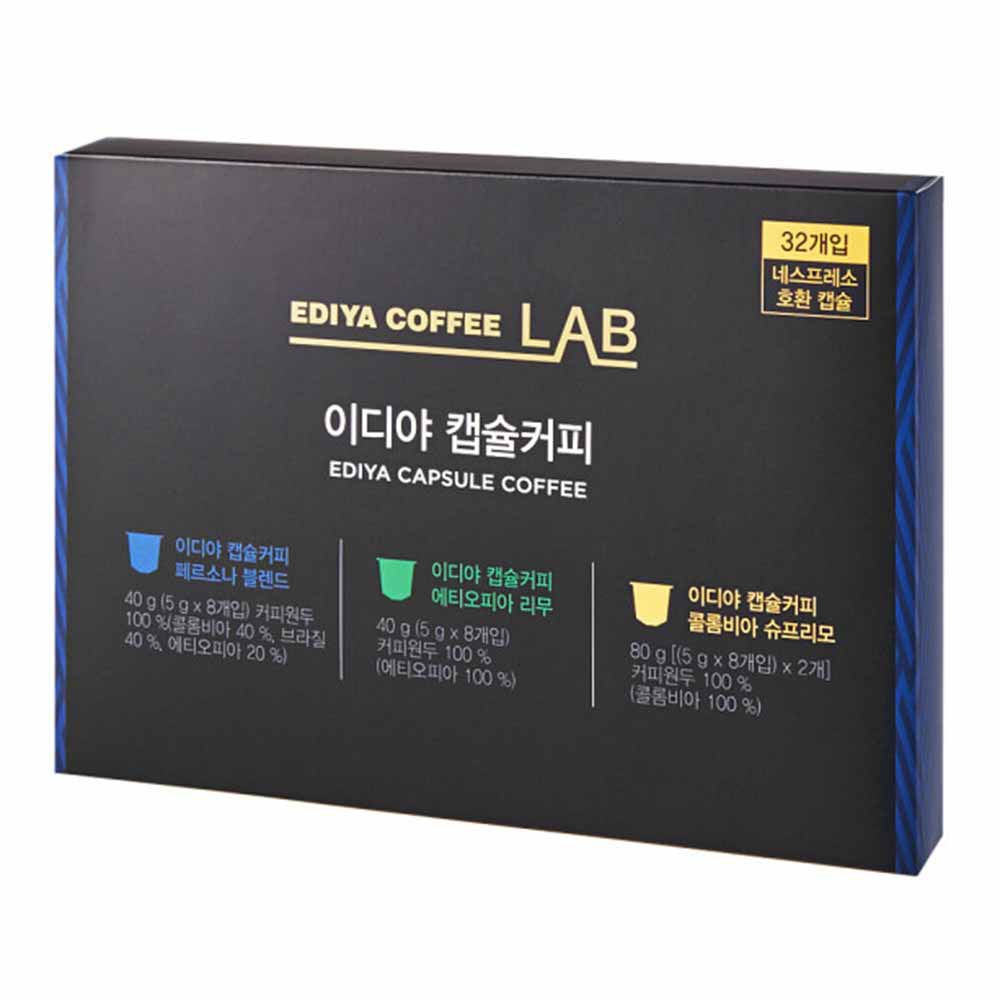 32개입
네스프레소
호환 캡슐
EDIYA COFFEE LAB
이디야 캡슐커피
EDIYA CAPSULE COFFEE
이디야 캡슐커피
페르소나 블렌드
40 g (5 g x 8개입) 커피원두
100 %(콜롬비아 40 %, 브라질
40 %, 에티오피아 20 %)
이디야 캡슐커피
에티오피아 리무
40 g (5 g x 8개입)
커피원두 100 %
(에티오피아 100 %)
이디야 캡슐커피
콜롬비아 슈프리모
80 g [(5 g x 8개입) x 2개]
커피원두 100 %
(콜롬비아 100 %)